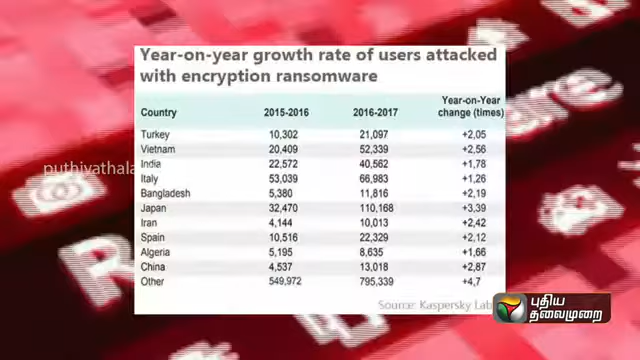 Year-on-year growth rate of users attacked
with encryption ransomware
Country 2015-2016 2016-2017 Year-on-Year change (times)
Turkey 10,302 21,097 +2,05
Vietnam 20,409 52,339 +2,56
India 22,572 40,562 +1,78
Italy 53,039 66,983 +1,26
Bangladesh 5,380 11,816 +2,19
Japan 32,470 110,168 +3,39
Iran 4,144 10,013 +2,42
Spain 10,516 22,329 +2,12
Algeria 5,195 8,635 +1,66
China 4,537 13,018 +2,87
Other 549,972 795,339 +4,7
Source: Kaspersky Lab
புதிய
தலைமுறை